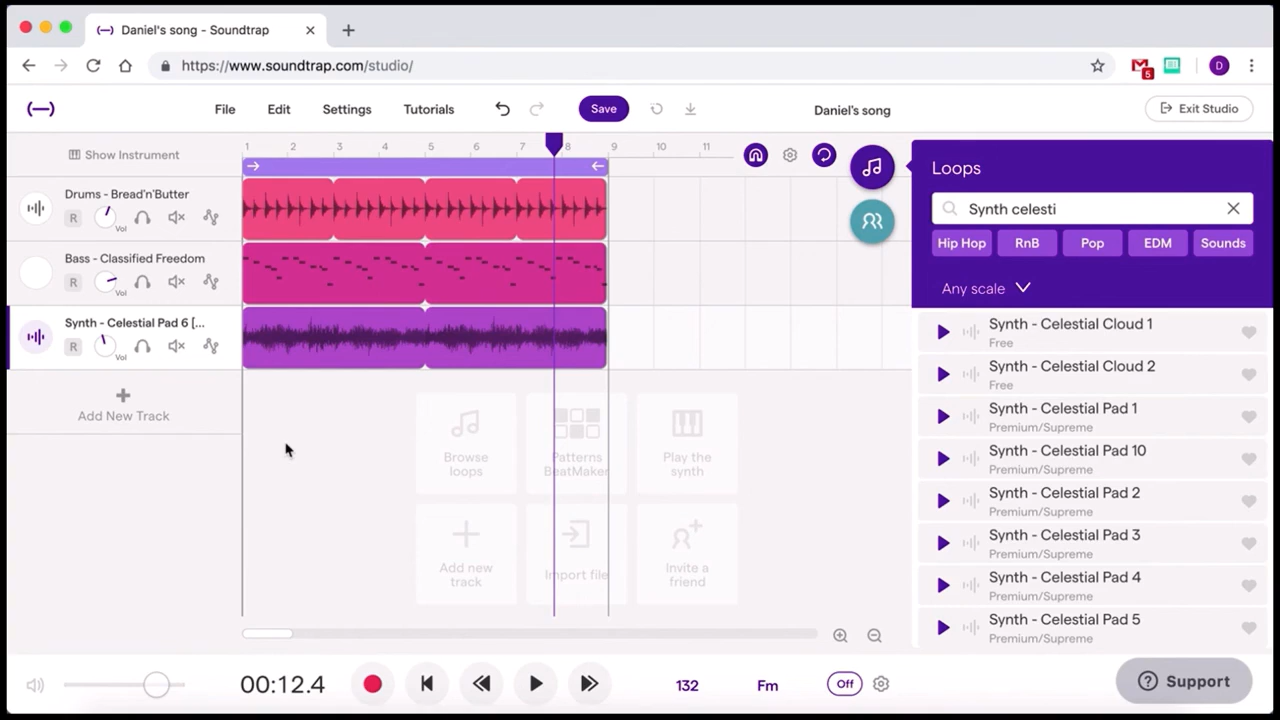 Daniel's song - Soundtrap
https://www.soundtrap.com/studio/
5
D
File Edit Settings Tutorials Save Daniel's song Exit Studio
Show Instrument
1 2 3 4 5 6 7 8 9 10 11
Drums - Bread'n'Butter
R Vol
Bass - Classified Freedom
R Vol
Synth - Celestial Pad 6 [...
R Vol
Add New Track
Browse loops
Patterns BeatMaker
Play the synth
Add new track
Import file
Invite a friend
Loops
Synth celesti
Hip Hop RnB Pop EDM Sounds
Any scale
Synth - Celestial Cloud 1
Free
Synth - Celestial Cloud 2
Free
Synth - Celestial Pad 1
Premium/Supreme
Synth - Celestial Pad 10
Premium/Supreme
Synth - Celestial Pad 2
Premium/Supreme
Synth - Celestial Pad 3
Premium/Supreme
Synth - Celestial Pad 4
Premium/Supreme
Synth - Celestial Pad 5
Premium/Supreme
00:12.4 132 Fm Off
Support